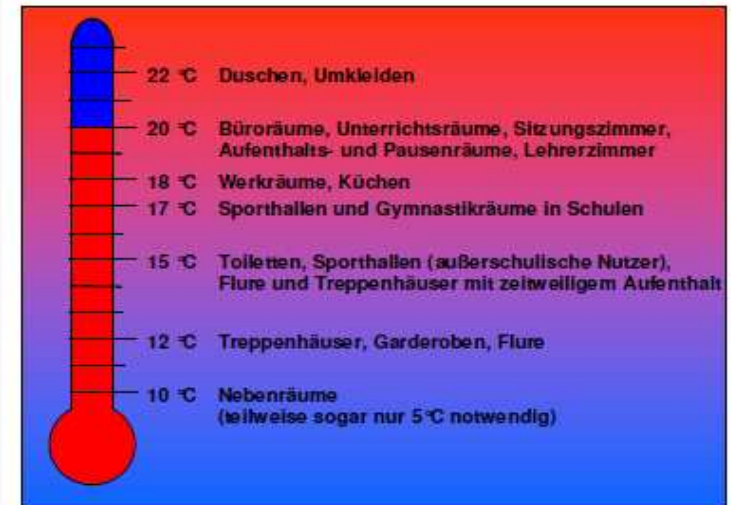 22 °C Duschen, Umkleiden
20 °C Büroräume, Unterrichtsräume, Sitzungszimmer,
Aufenthalts- und Pausenräume, Lehrerzimmer
18 °C Werkräume, Küchen
17 °C Sporthallen und Gymnastikräume in Schulen
15 °C Toiletten, Sporthallen (außerschulische Nutzer),
Flure und Treppenhäuser mit zeitweiligem Aufenthalt
12 °C Treppenhäuser, Garderoben, Flure
10 °C Nebenräume
(teilweise sogar nur 5°C notwendig)